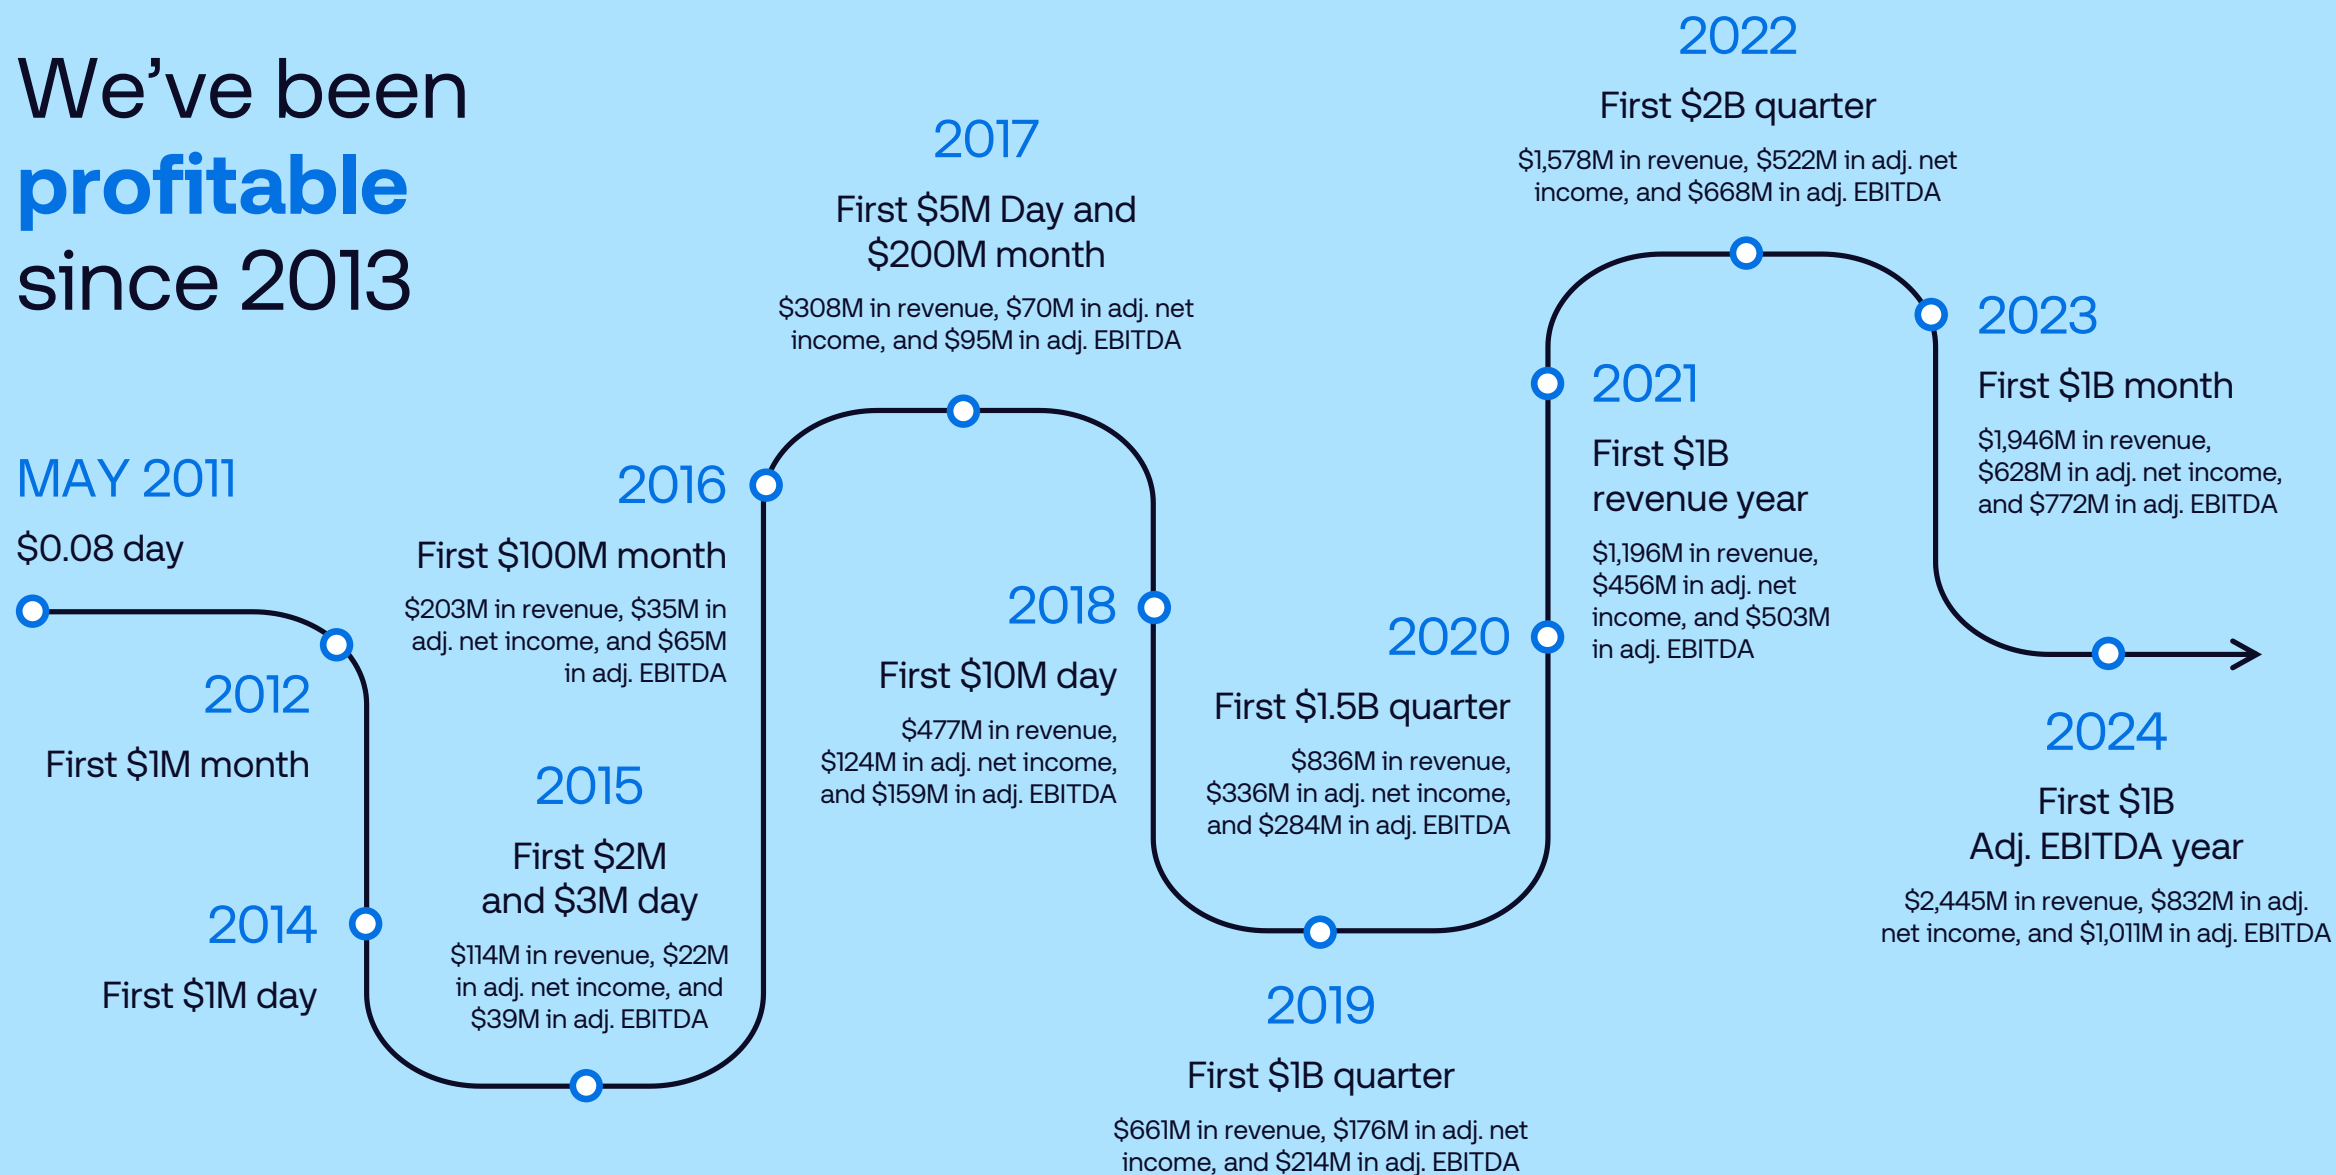 We’ve been
profitable
since 2013
MAY 2011
$0.08 day
2012
First $1M month
2014
First $1M day
2015
First $2M
and $3M day
$114M in revenue, $22M
in adj. net income, and
$39M in adj. EBITDA
2016
First $100M month
$203M in revenue, $35M in
adj. net income, and $65M
in adj. EBITDA
2017
First $5M Day and
$200M month
$308M in revenue, $70M in adj. net
income, and $95M in adj. EBITDA
2018
First $10M day
$477M in revenue,
$124M in adj. net income,
and $159M in adj. EBITDA
2019
First $1B quarter
$661M in revenue, $176M in adj. net
income, and $214M in adj. EBITDA
2020
First $1.5B quarter
$836M in revenue,
$336M in adj. net income,
and $284M in adj. EBITDA
2021
First $1B
revenue year
$1,196M in revenue,
$456M in adj. net
income, and $503M
in adj. EBITDA
2022
First $2B quarter
$1,578M in revenue, $522M in adj. net
income, and $668M in adj. EBITDA
2023
First $1B month
$1,946M in revenue,
$628M in adj. net income,
and $772M in adj. EBITDA
2024
First $1B
Adj. EBITDA year
$2,445M in revenue, $832M in adj.
net income, and $1,011M in adj. EBITDA